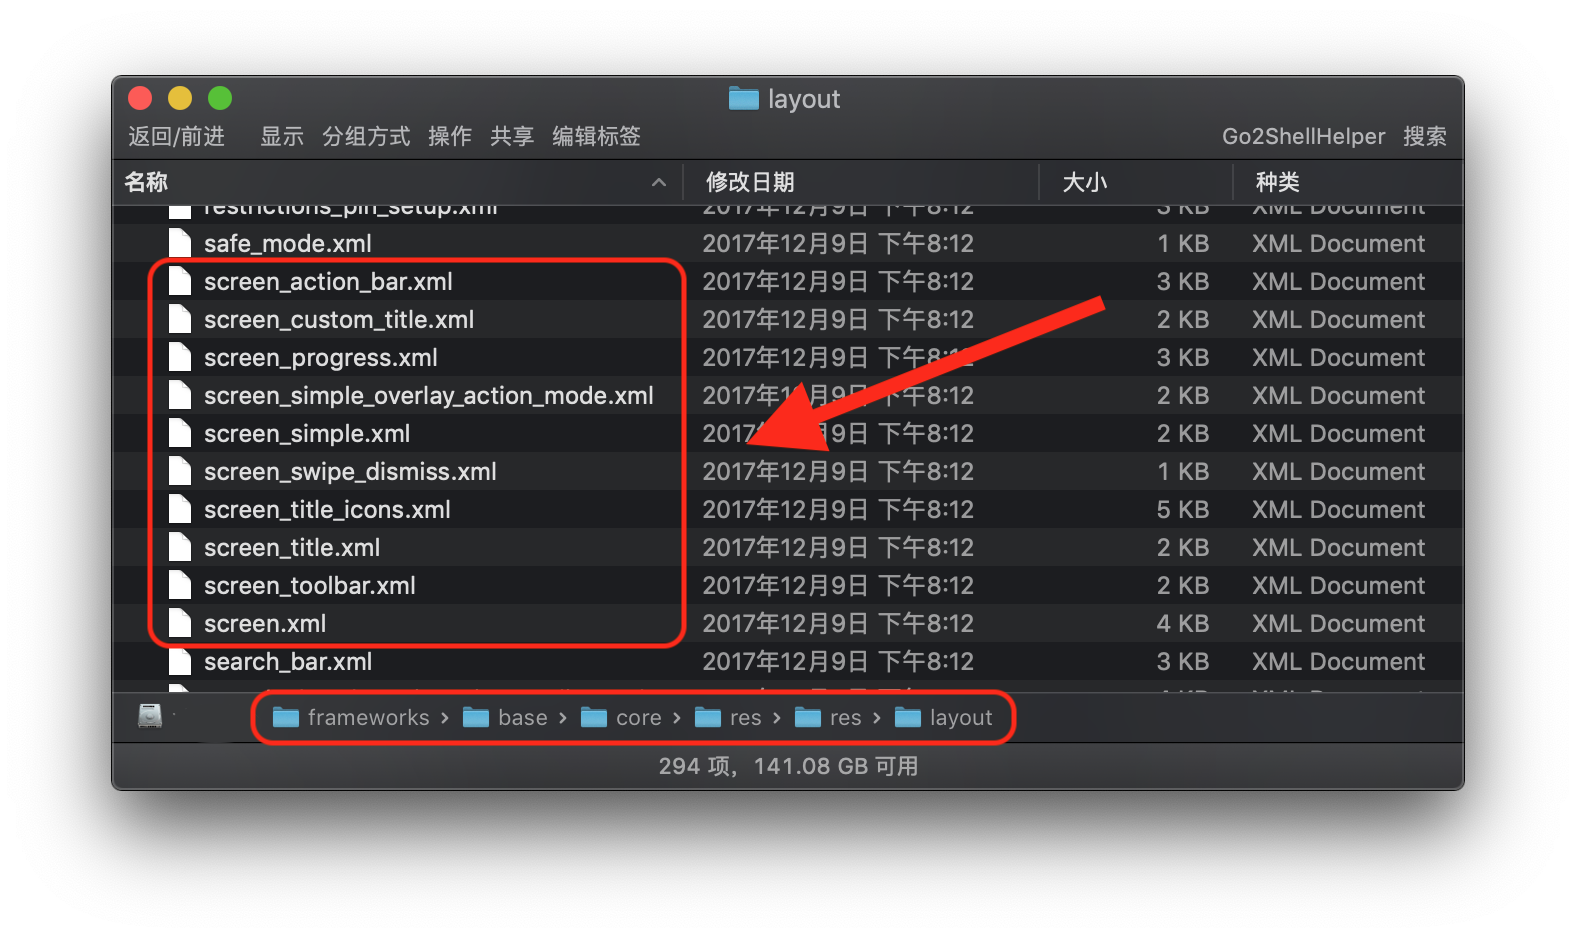 layout
返回/前进 显示 分组方式 操作 共享 编辑标签 Go2ShellHelper 搜索
名称 修改日期 大小 种类
restrictions_pin_setup.xml 2017年12月9日 下午8:12 3 KB XML Document
safe_mode.xml 2017年12月9日 下午8:12 1 KB XML Document
screen_action_bar.xml 2017年12月9日 下午8:12 3 KB XML Document
screen_custom_title.xml 2017年12月9日 下午8:12 2 KB XML Document
screen_progress.xml 2017年12月9日 下午8:12 3 KB XML Document
screen_simple_overlay_action_mode.xml 2017年12月9日 下午8:12 2 KB XML Document
screen_simple.xml 2017年12月9日 下午8:12 2 KB XML Document
screen_swipe_dismiss.xml 2017年12月9日 下午8:12 1 KB XML Document
screen_title_icons.xml 2017年12月9日 下午8:12 5 KB XML Document
screen_title.xml 2017年12月9日 下午8:12 2 KB XML Document
screen_toolbar.xml 2017年12月9日 下午8:12 2 KB XML Document
screen.xml 2017年12月9日 下午8:12 4 KB XML Document
search_bar.xml 2017年12月9日 下午8:12 3 KB XML Document
frameworks › base › core › res › res › layout
294 项，141.08 GB 可用